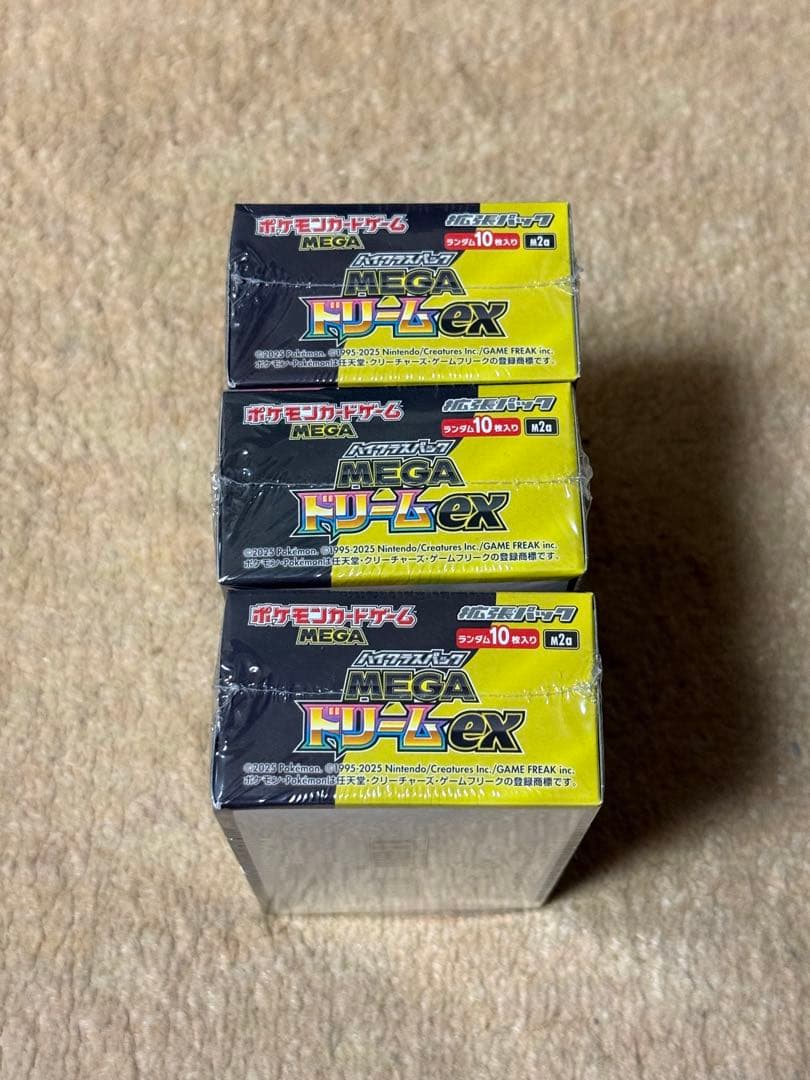 ポケモンカードゲーム 拡張パック
MEGA ランダム10枚入り M2a
ハイクラスパック
MEGA
ドリームex
©2025 Pokémon. ©1995-2025 Nintendo/Creatures Inc./GAME FREAK inc.
ポケモン・Pokémonは任天堂・クリーチャーズ・ゲームフリークの登録商標です。
ポケモンカードゲーム 拡張パック
MEGA ランダム10枚入り M2a
ハイクラスパック
MEGA
ドリームex
©2025 Pokémon. ©1995-2025 Nintendo/Creatures Inc./GAME FREAK inc.
ポケモン・Pokémonは任天堂・クリーチャーズ・ゲームフリークの登録商標です。
ポケモンカードゲーム 拡張パック
MEGA ランダム10枚入り M2a
ハイクラスパック
MEGA
ドリームex
©2025 Pokémon. ©1995-2025 Nintendo/Creatures Inc./GAME FREAK inc.
ポケモン・Pokémonは任天堂・クリーチャーズ・ゲームフリークの登録商標です。